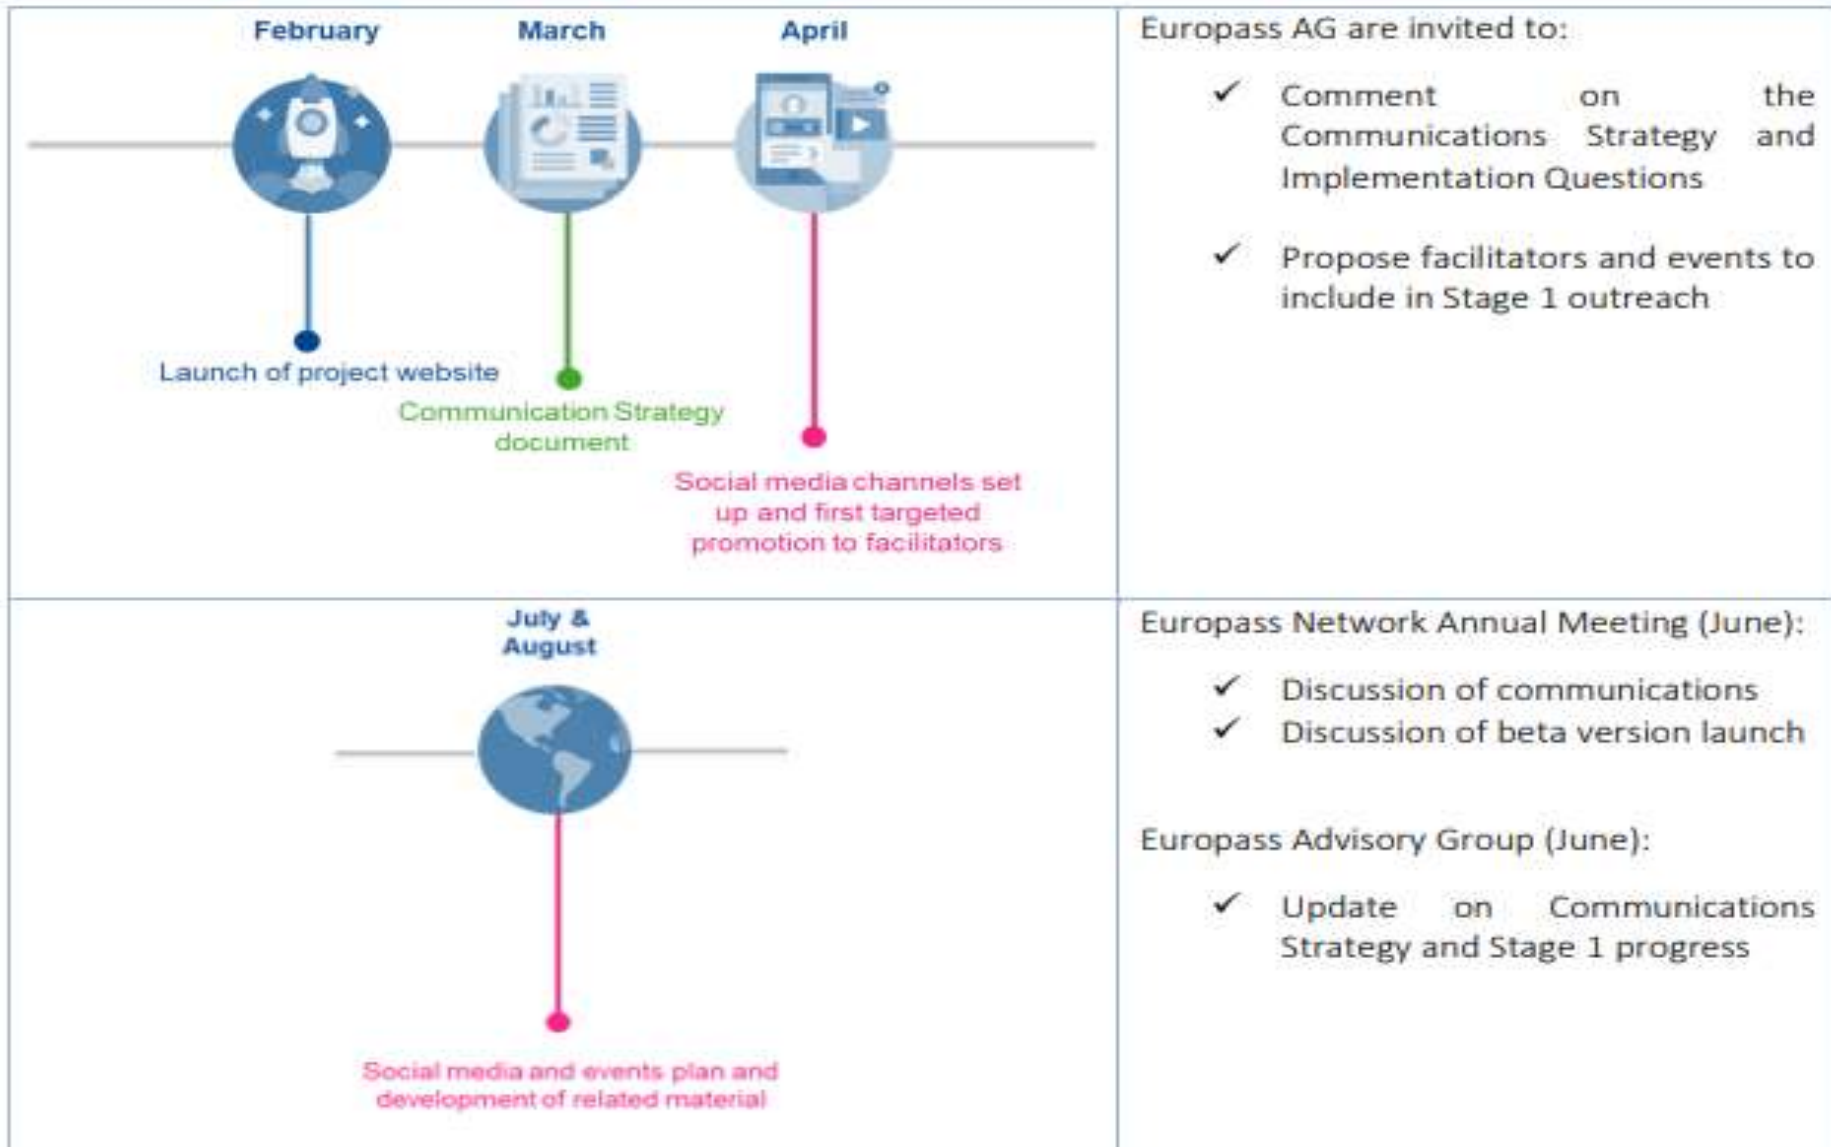 February
March
April
Launch of project website
Communication Strategy
document
Social media channels set
up and first targeted
promotion to facilitators
Europass AG are invited to:
✓ Comment on the
Communications Strategy and
Implementation Questions
✓ Propose facilitators and events to
include in Stage 1 outreach
July &
August
Social media and events plan and
development of related material
Europass Network Annual Meeting (June):
✓ Discussion of communications
✓ Discussion of beta version launch
Europass Advisory Group (June):
✓ Update on Communications
Strategy and Stage 1 progress